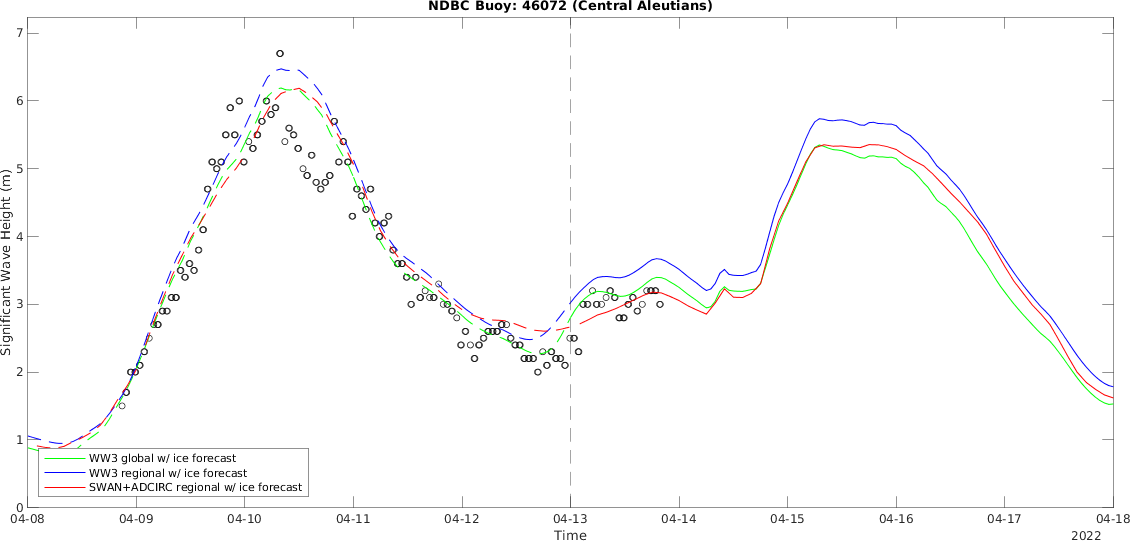 NDBC Buoy: 46072 (Central Aleutians)
Significant Wave Height (m)
7
6
5
4
3
2
1
0
WW3 global w/ ice forecast
WW3 regional w/ ice forecast
SWAN+ADCIRC regional w/ ice forecast
04-08 04-09 04-10 04-11 04-12 04-13 04-14 04-15 04-16 04-17 04-18
Time
2022